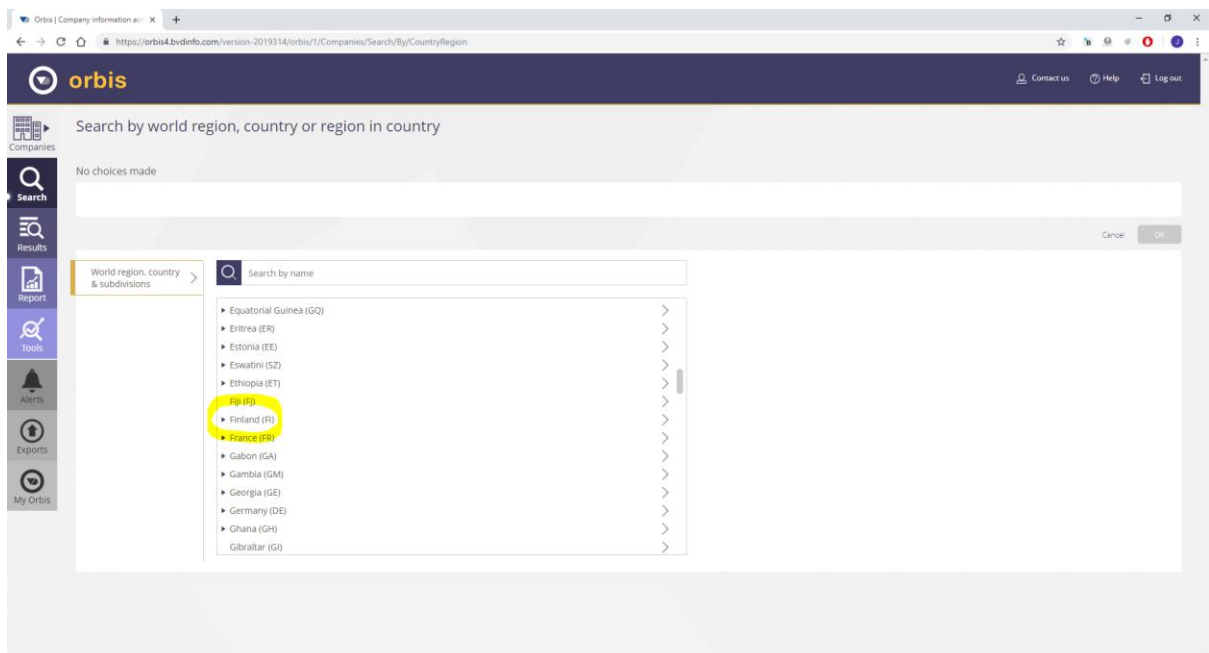 Orbis | Company information acr
https://orbis4.bvdinfo.com/version-2019314/orbis/1/Companies/Search/By/CountryRegion
orbis
Contact us
Help
Log out
Companies
Search by world region, country or region in country
Search
No choices made
Results
Cancel
OK
Report
World region, country
& subdivisions
Search by name
Tools
Equatorial Guinea (GQ)
Eritrea (ER)
Estonia (EE)
Eswatini (SZ)
Ethiopia (ET)
Alerts
Fiji (FJ)
Finland (FI)
France (FR)
Exports
Gabon (GA)
Gambia (GM)
Georgia (GE)
My Orbis
Germany (DE)
Ghana (GH)
Gibraltar (GI)